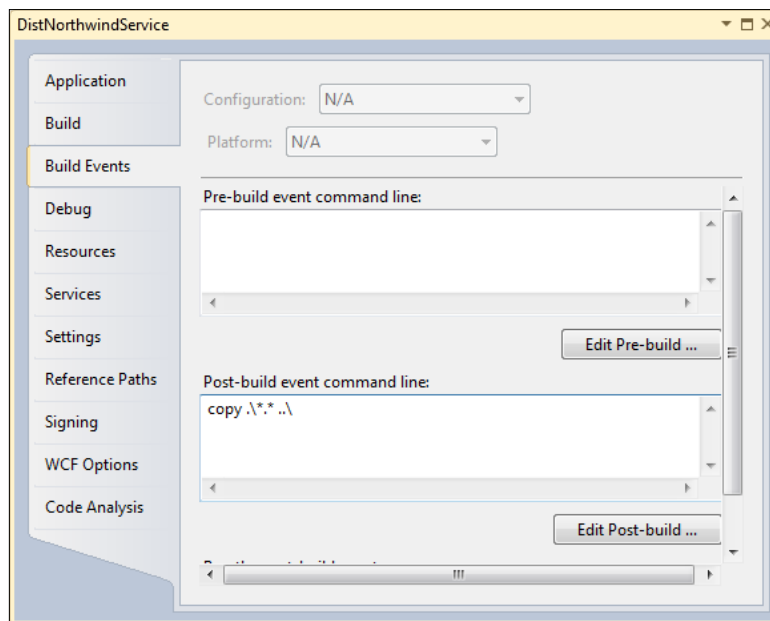 DistNorthwindService
Application
Build
Build Events
Debug
Resources
Services
Settings
Reference Paths
Signing
WCF Options
Code Analysis
Configuration: N/A
Platform: N/A
Pre-build event command line:
Edit Pre-build ...
Post-build event command line:
copy .\*.* ..\
Edit Post-build ...